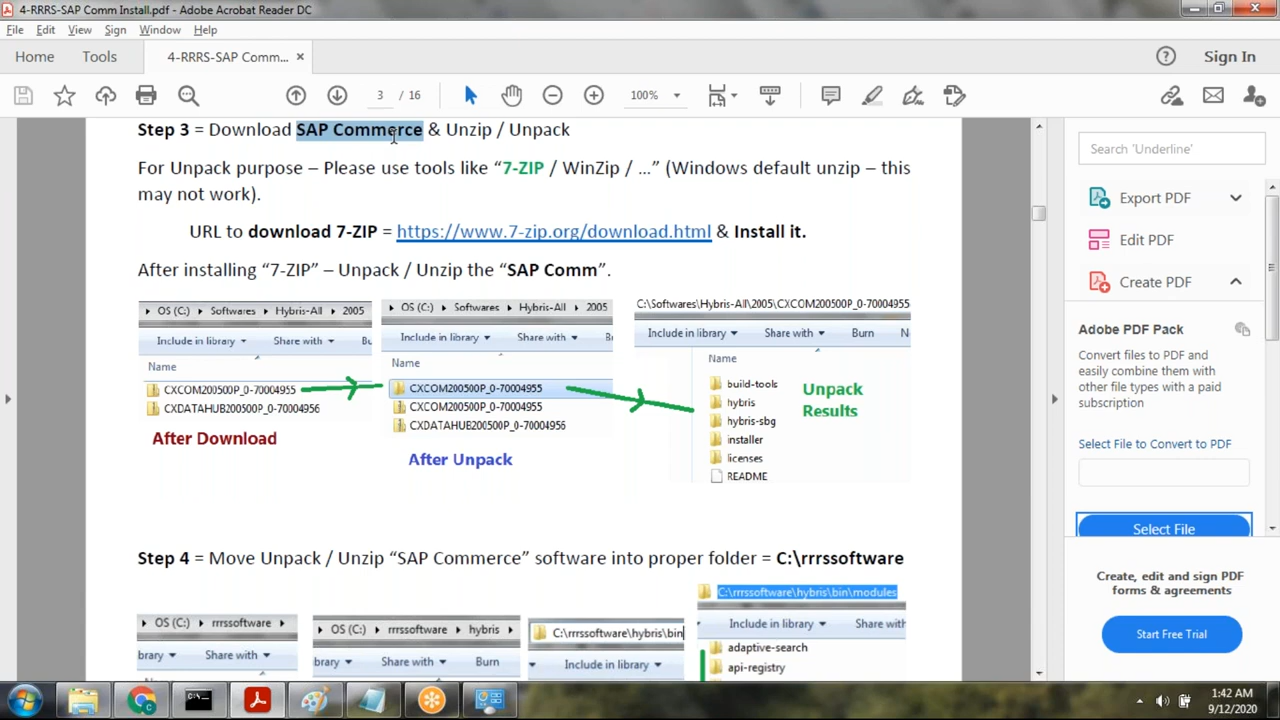 4-RRRS-SAP Comm Install.pdf - Adobe Acrobat Reader DC
File Edit View Sign Window Help
Home Tools 4-RRRS-SAP Comm... × Sign In
3 / 16 100%
Step 3 = Download SAP Commerce & Unzip / Unpack
For Unpack purpose – Please use tools like “7-ZIP / WinZip / …” (Windows default unzip – this
may not work).
URL to download 7-ZIP = https://www.7-zip.org/download.html & Install it.
After installing “7-ZIP” – Unpack / Unzip the “SAP Comm”.
OS (C:) Softwares Hybris-All 2005
Include in library Share with Bu
Name
CXCOM200500P_0-70004955
CXDATAHUB200500P_0-70004956
After Download
OS (C:) Softwares Hybris-All 2005
Include in library Share with
Name
CXCOM200500P_0-70004955
CXCOM200500P_0-70004955
CXDATAHUB200500P_0-70004956
After Unpack
C:\Softwares\Hybris-All\2005\CXCOM200500P_0-70004955
Include in library Share with Burn N
Name
build-tools
hybris
hybris-sbg
installer
licenses
README
Unpack
Results
Step 4 = Move Unpack / Unzip “SAP Commerce” software into proper folder = C:\rrrssoftware
OS (C:) rrrssoftware
brary Share with
OS (C:) rrrssoftware hybris
ibrary Share with Burn
C:\rrrssoftware\hybris\bin
Include in library
C:\rrrssoftware\hybris\bin\modules
Include in library Share with
adaptive-search
api-registry
Search 'Underline'
Export PDF
Edit PDF
Create PDF
Adobe PDF Pack
Convert files to PDF and
easily combine them with
other file types with a paid
subscription
Select File to Convert to PDF
Select File
Create, edit and sign PDF
forms & agreements
Start Free Trial
1:42 AM
9/12/2020